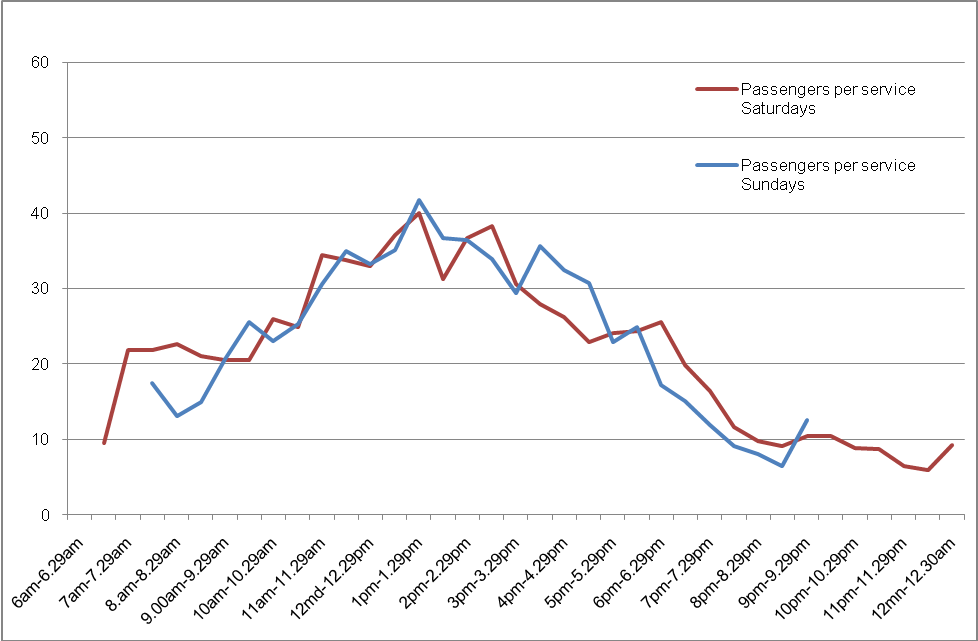 60
50
40
30
20
10
0
Passengers per service
Saturdays
Passengers per service
Sundays
6am-6.29am
7am-7.29am
8.am-8.29am
9.00am-9.29am
10am-10.29am
11am-11.29am
12md-12.29pm
1pm-1.29pm
2pm-2.29pm
3pm-3.29pm
4pm-4.29pm
5pm-5.29pm
6pm-6.29pm
7pm-7.29pm
8pm-8.29pm
9pm-9.29pm
10pm-10.29pm
11pm-11.29pm
12mn-12.30am